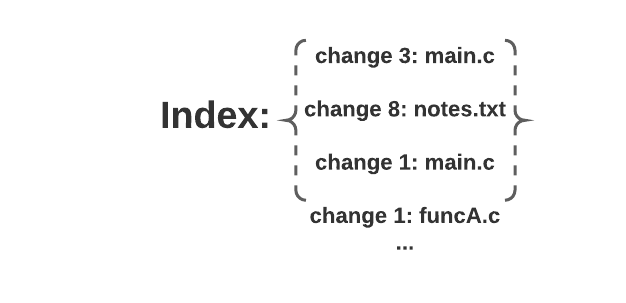 change 3: main.c
Index: change 8: notes.txt
change 1: main.c
change 1: funcA.c
...